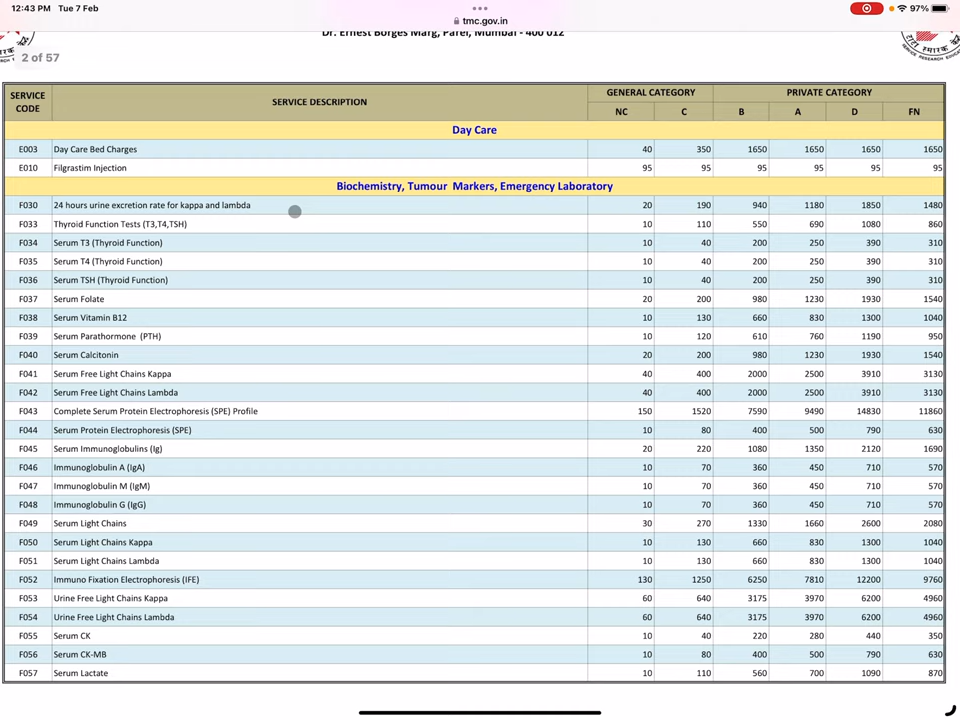 12:43 PM Tue 7 Feb
97%
tmc.gov.in
Dr. Ernest Borges Marg, Parel, Mumbai - 400 012
2 of 57
SERVICE CODE SERVICE DESCRIPTION GENERAL CATEGORY PRIVATE CATEGORY
NC C B A D FN
Day Care
E003 Day Care Bed Charges 40 350 1650 1650 1650 1650
E010 Filgrastim Injection 95 95 95 95 95 95
Biochemistry, Tumour Markers, Emergency Laboratory
F030 24 hours urine excretion rate for kappa and lambda 20 190 940 1180 1850 1480
F033 Thyroid Function Tests (T3,T4,TSH) 10 110 550 690 1080 860
F034 Serum T3 (Thyroid Function) 10 40 200 250 390 310
F035 Serum T4 (Thyroid Function) 10 40 200 250 390 310
F036 Serum TSH (Thyroid Function) 10 40 200 250 390 310
F037 Serum Folate 20 200 980 1230 1930 1540
F038 Serum Vitamin B12 10 130 660 830 1300 1040
F039 Serum Parathormone (PTH) 10 120 610 760 1190 950
F040 Serum Calcitonin 20 200 980 1230 1930 1540
F041 Serum Free Light Chains Kappa 40 400 2000 2500 3910 3130
F042 Serum Free Light Chains Lambda 40 400 2000 2500 3910 3130
F043 Complete Serum Protein Electrophoresis (SPE) Profile 150 1520 7590 9490 14830 11860
F044 Serum Protein Electrophoresis (SPE) 10 80 400 500 790 630
F045 Serum Immunoglobulins (Ig) 20 220 1080 1350 2120 1690
F046 Immunoglobulin A (IgA) 10 70 360 450 710 570
F047 Immunoglobulin M (IgM) 10 70 360 450 710 570
F048 Immunoglobulin G (IgG) 10 70 360 450 710 570
F049 Serum Light Chains 30 270 1330 1660 2600 2080
F050 Serum Light Chains Kappa 10 130 660 830 1300 1040
F051 Serum Light Chains Lambda 10 130 660 830 1300 1040
F052 Immuno Fixation Electrophoresis (IFE) 130 1250 6250 7810 12200 9760
F053 Urine Free Light Chains Kappa 60 640 3175 3970 6200 4960
F054 Urine Free Light Chains Lambda 60 640 3175 3970 6200 4960
F055 Serum CK 10 40 220 280 440 350
F056 Serum CK-MB 10 80 400 500 790 630
F057 Serum Lactate 10 110 560 700 1090 870